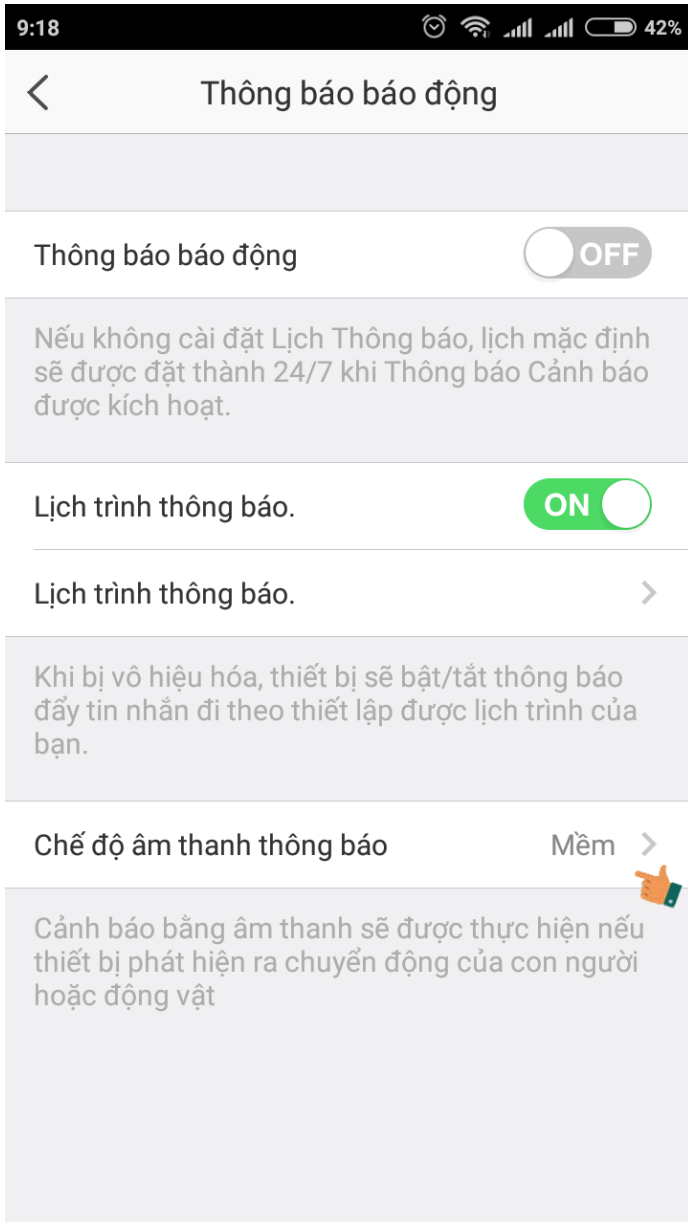 9:18 42%
Thông báo báo động
Thông báo báo động OFF
Nếu không cài đặt Lịch Thông báo, lịch mặc định
sẽ được đặt thành 24/7 khi Thông báo Cảnh báo
được kích hoạt.
Lịch trình thông báo. ON
Lịch trình thông báo.
Khi bị vô hiệu hóa, thiết bị sẽ bật/tắt thông báo
đẩy tin nhắn đi theo thiết lập được lịch trình của
bạn.
Chế độ âm thanh thông báo Mềm
Cảnh báo bằng âm thanh sẽ được thực hiện nếu
thiết bị phát hiện ra chuyển động của con người
hoặc động vật